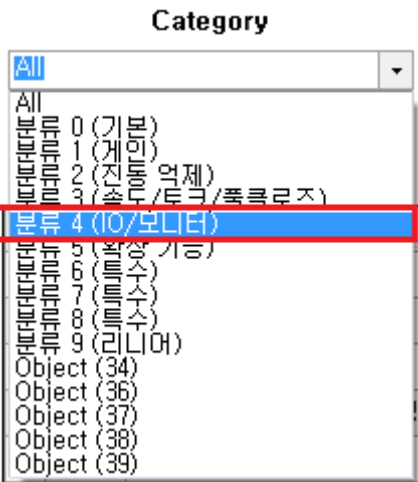 Category
All
All
분류 0 (기본)
분류 1 (게인)
분류 2 (진동 억제)
분류 3 (속도/토크/풀클로즈)
분류 4 (IO/모니터)
분류 5 (확장 기능)
분류 6 (특수)
분류 7 (특수)
분류 8 (특수)
분류 9 (리니어)
Object (34)
Object (36)
Object (37)
Object (38)
Object (39)